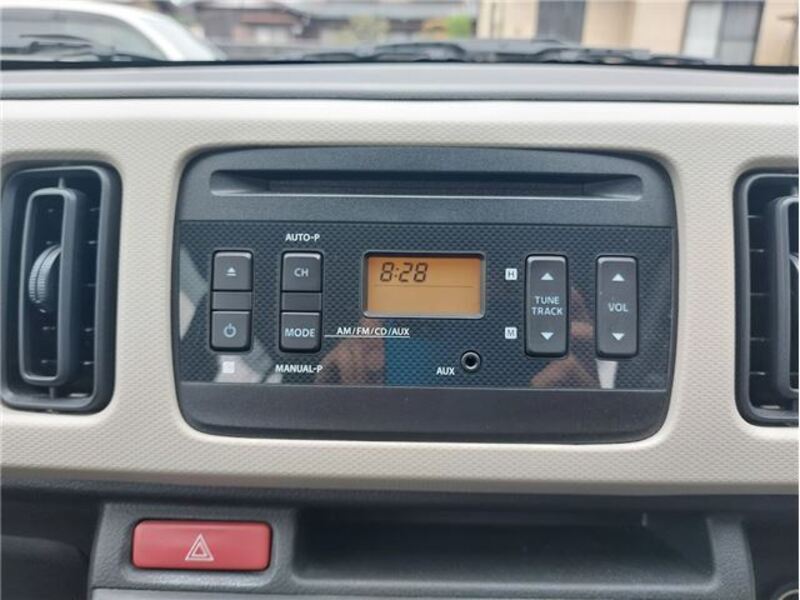 AUTO-P
CH
8:28
H
TUNE
TRACK
VOL
MODE
AM/FM/CD/AUX
M
MANUAL-P
AUX